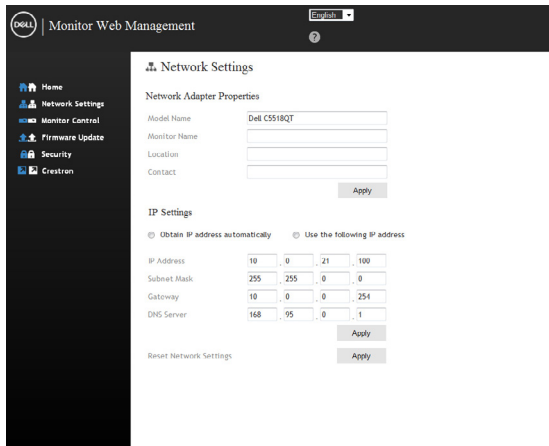 DELL | Monitor Web Management
English
?
Network Settings
Home
Network Settings
Monitor Control
Firmware Update
Security
Crestron
Network Adapter Properties
Model Name Dell C5518QT
Monitor Name
Location
Contact
Apply
IP Settings
Obtain IP address automatically Use the following IP address
IP Address 10 . 0 . 21 . 100
Subnet Mask 255 . 255 . 0 . 0
Gateway 10 . 0 . 0 . 254
DNS Server 168 . 95 . 0 . 1
Apply
Reset Network Settings Apply